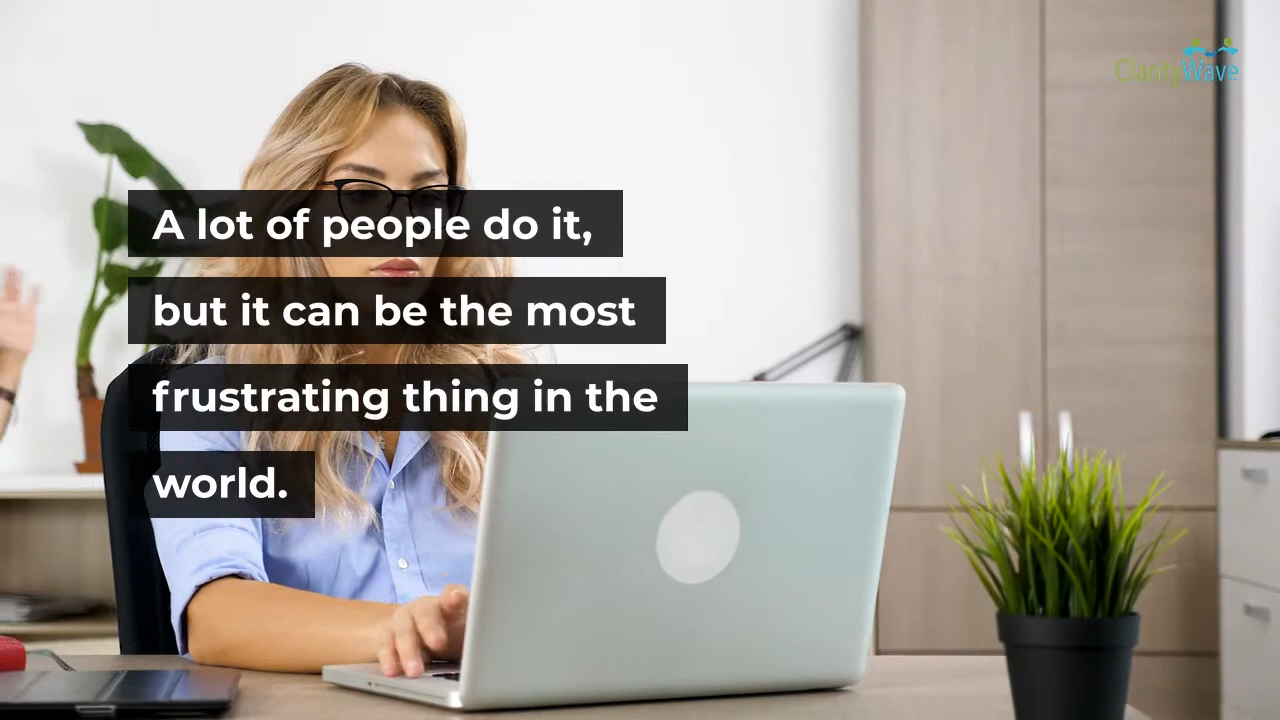 ClarityWave
A lot of people do it,
but it can be the most
frustrating thing in the
world.